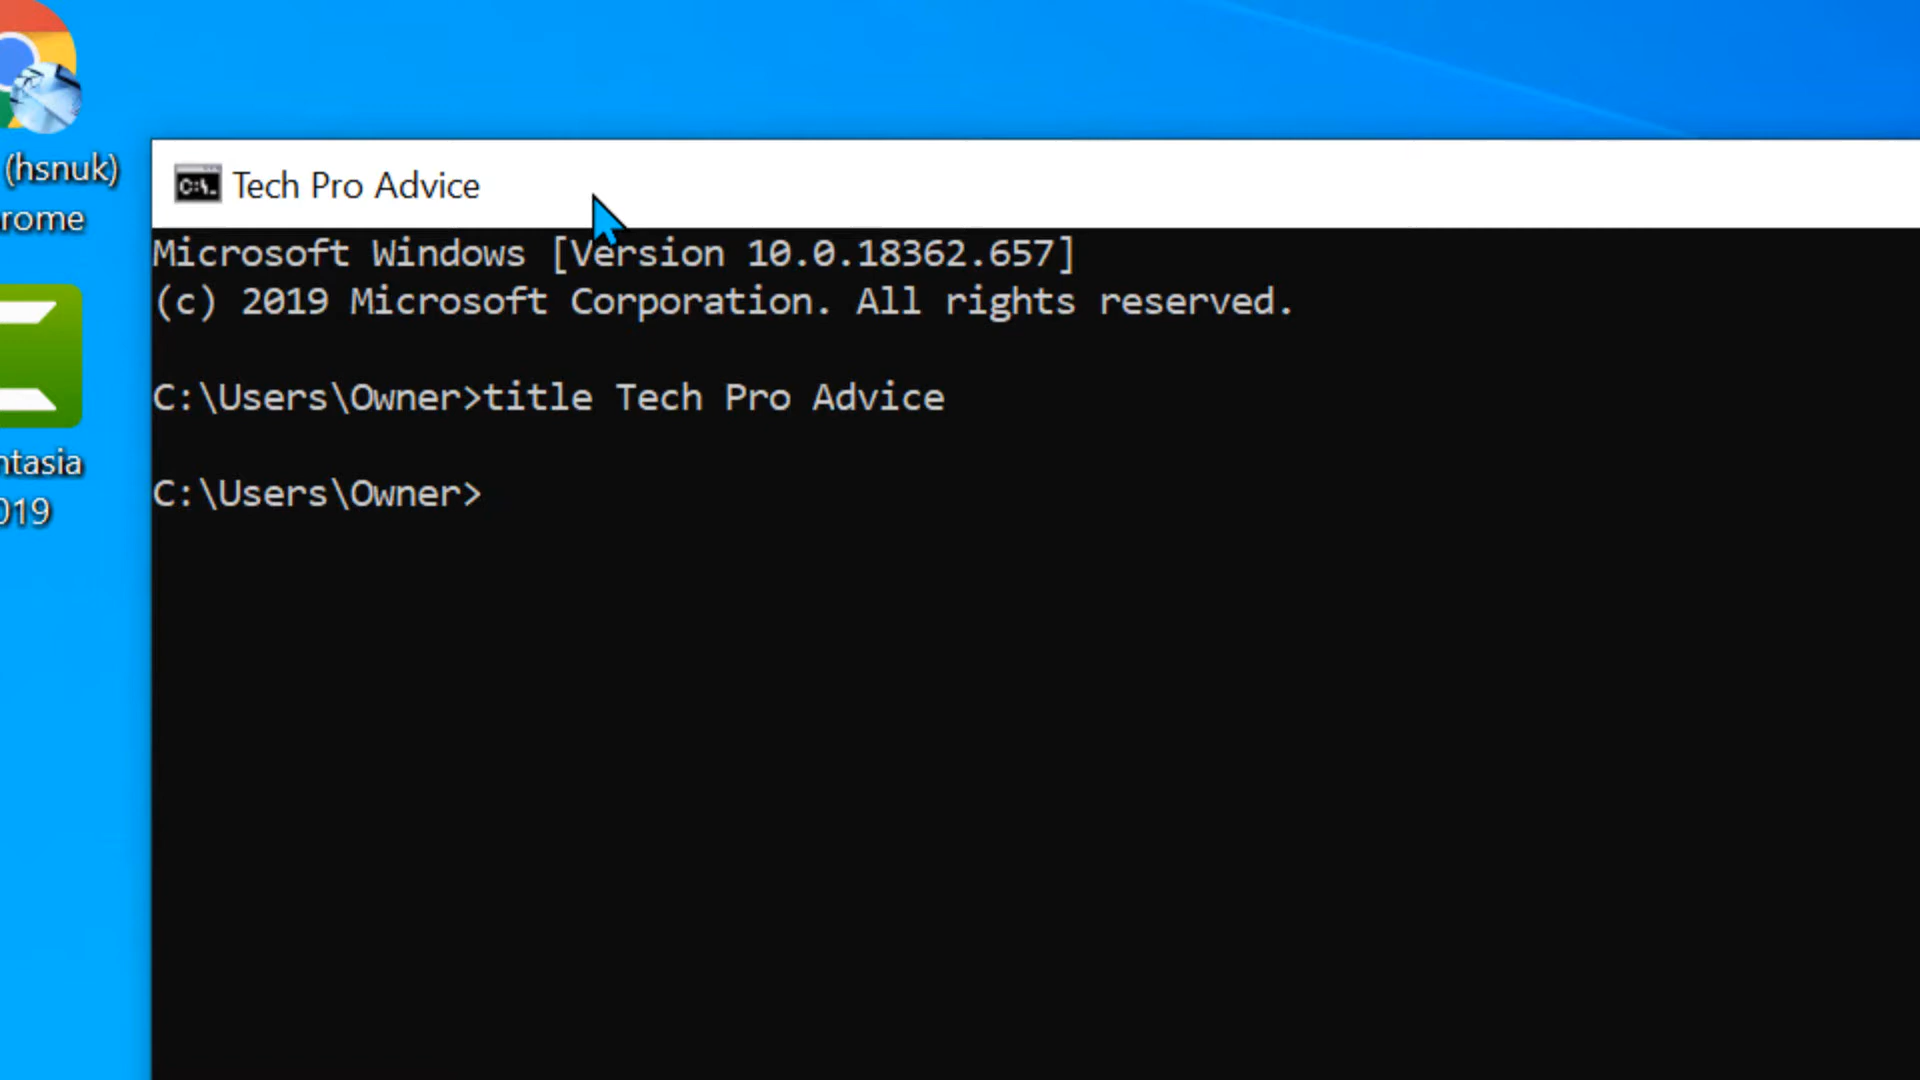 (hsnuk)
rome
ntasia
019
Tech Pro Advice
Microsoft Windows [Version 10.0.18362.657]
(c) 2019 Microsoft Corporation. All rights reserved.
C:\Users\Owner>title Tech Pro Advice
C:\Users\Owner>